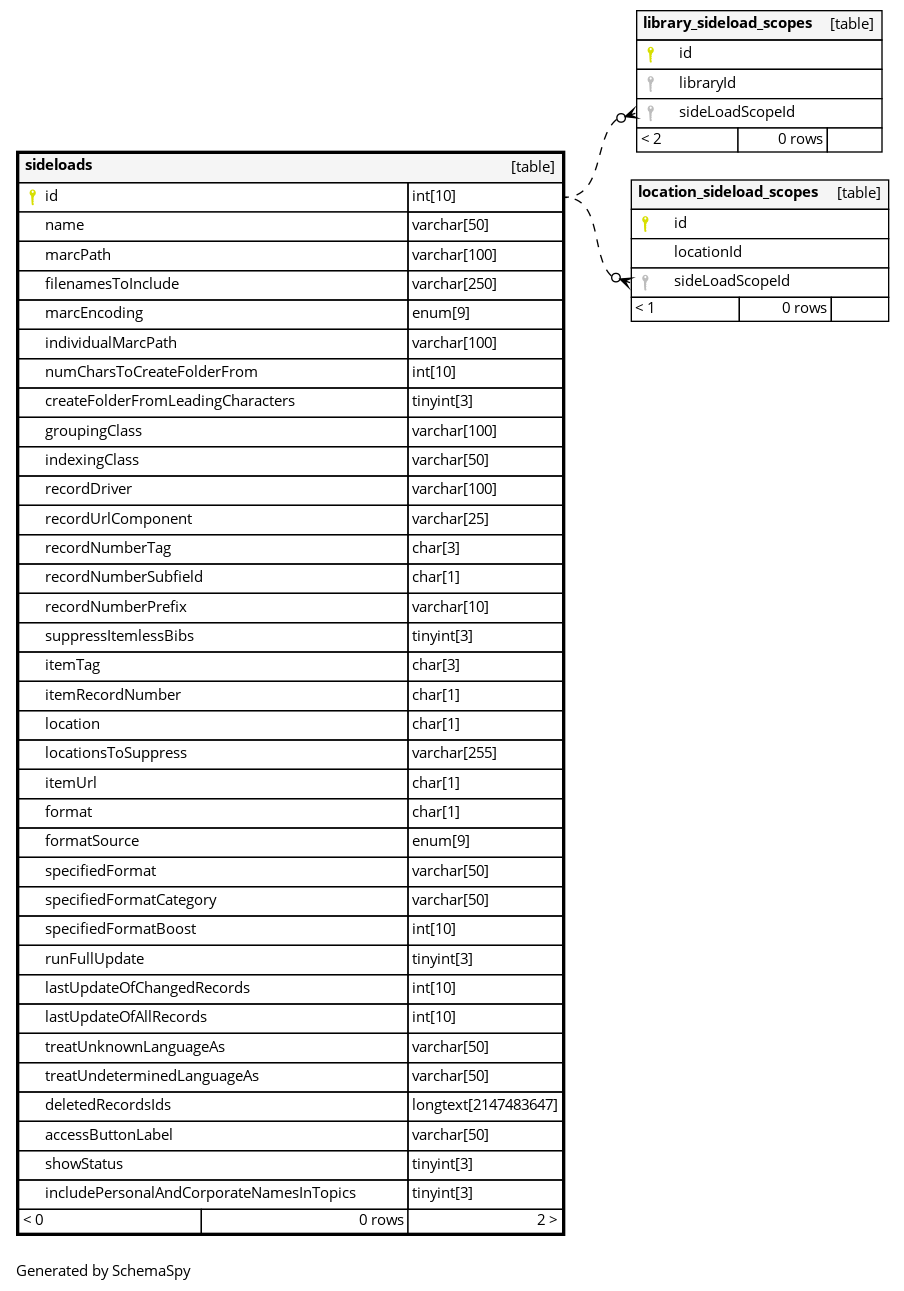 library_sideload_scopes [table]
id
libraryId
sideLoadScopeId
< 2 0 rows
sideloads [table]
id int[10]
name varchar[50]
marcPath varchar[100]
filenamesToInclude varchar[250]
marcEncoding enum[9]
individualMarcPath varchar[100]
numCharsToCreateFolderFrom int[10]
createFolderFromLeadingCharacters tinyint[3]
groupingClass varchar[100]
indexingClass varchar[50]
recordDriver varchar[100]
recordUrlComponent varchar[25]
recordNumberTag char[3]
recordNumberSubfield char[1]
recordNumberPrefix varchar[10]
suppressItemlessBibs tinyint[3]
itemTag char[3]
itemRecordNumber char[1]
location char[1]
locationsToSuppress varchar[255]
itemUrl char[1]
format char[1]
formatSource enum[9]
specifiedFormat varchar[50]
specifiedFormatCategory varchar[50]
specifiedFormatBoost int[10]
runFullUpdate tinyint[3]
lastUpdateOfChangedRecords int[10]
lastUpdateOfAllRecords int[10]
treatUnknownLanguageAs varchar[50]
treatUndeterminedLanguageAs varchar[50]
deletedRecordsIds longtext[2147483647]
accessButtonLabel varchar[50]
showStatus tinyint[3]
includePersonalAndCorporateNamesInTopics tinyint[3]
< 0 0 rows 2 >
location_sideload_scopes [table]
id
locationId
sideLoadScopeId
< 1 0 rows
Generated by SchemaSpy